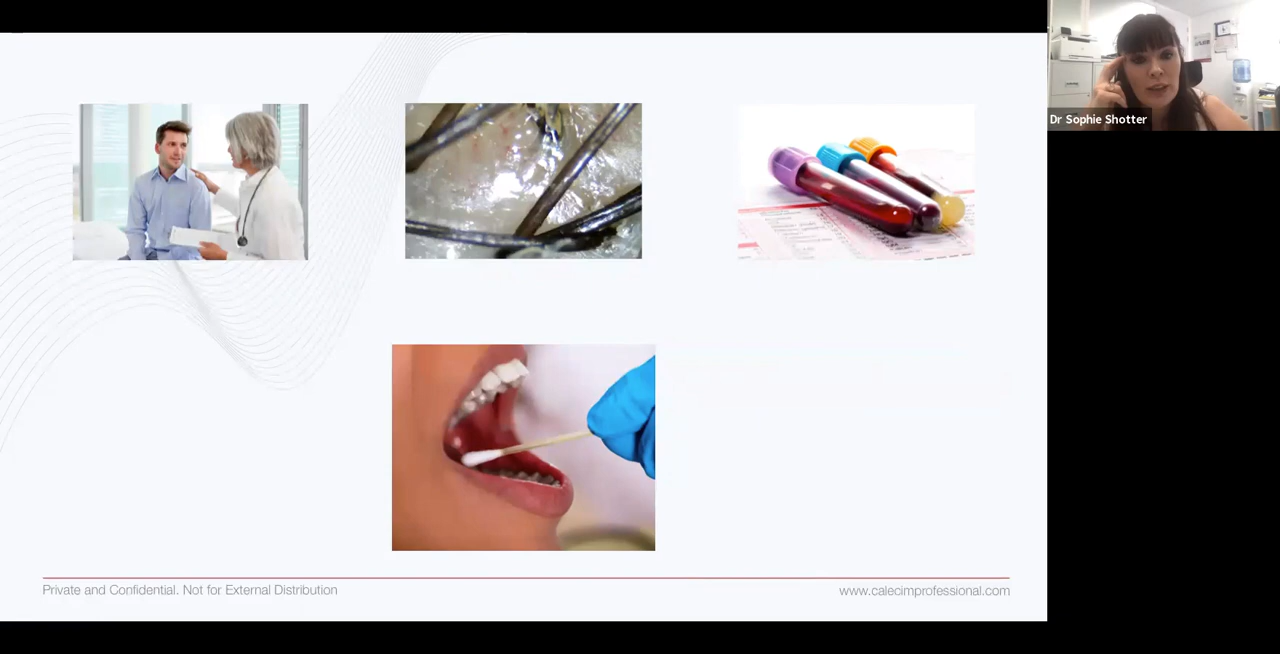 Dr Sophie Shotter
Private and Confidential. Not for External Distribution
www.calecimprofessional.com